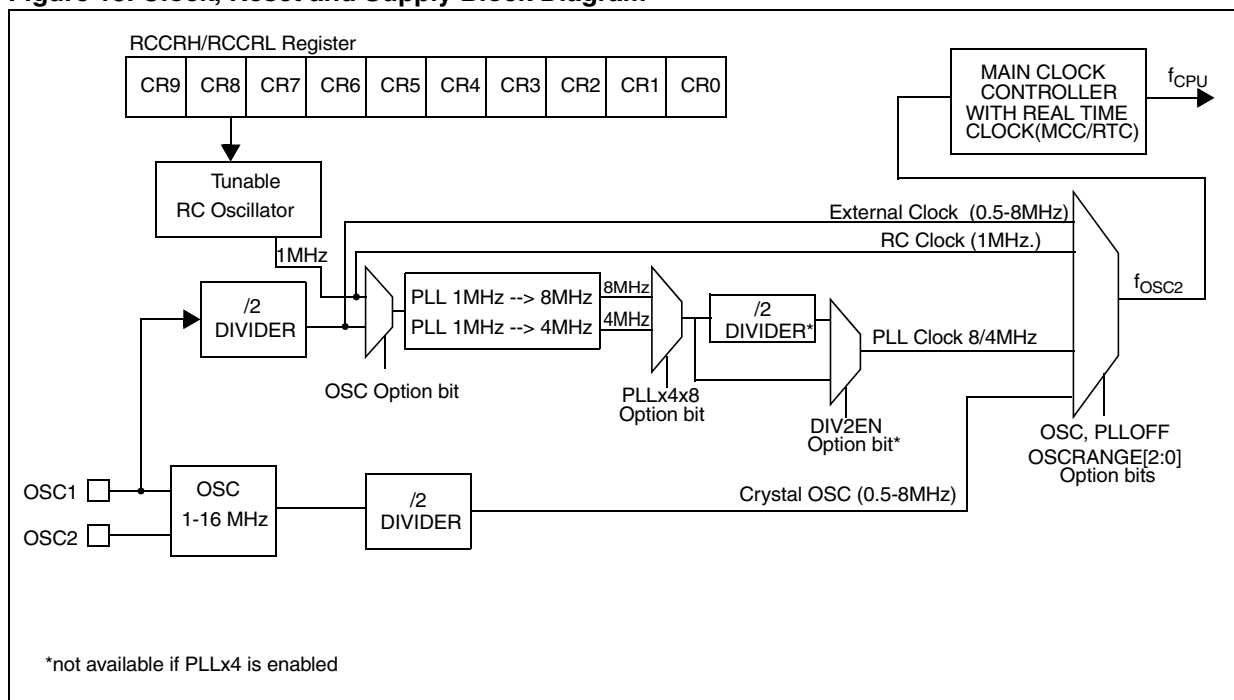 RCCRH/RCCRL Register
CR9 CR8 CR7 CR6 CR5 CR4 CR3 CR2 CR1 CR0
MAIN CLOCK
CONTROLLER
WITH REAL TIME
CLOCK(MCC/RTC)
fCPU
Tunable
RC Oscillator
1MHz
External Clock (0.5-8MHz)
RC Clock (1MHz.)
fOSC2
/2
DIVIDER
PLL 1MHz --> 8MHz
PLL 1MHz --> 4MHz
8MHz
4MHz
/2
DIVIDER*
PLL Clock 8/4MHz
OSC Option bit
PLLx4x8
Option bit
DIV2EN
Option bit*
OSC, PLLOFF
OSCRANGE[2:0]
Option bits
OSC1
OSC2
OSC
1-16 MHz
/2
DIVIDER
Crystal OSC (0.5-8MHz)
*not available if PLLx4 is enabled